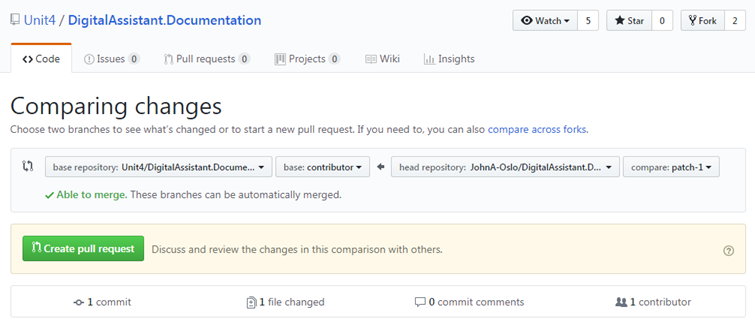 Unit4 / DigitalAssistant.Documentation
Watch 5 Star 0 Fork 2
Code Issues 0 Pull requests 0 Projects 0 Wiki Insights
Comparing changes
Choose two branches to see what's changed or to start a new pull request. If you need to, you can also compare across forks.
base repository: Unit4/DigitalAssistant.Docume... base: contributor head repository: JohnA-Oslo/DigitalAssistant.D... compare: patch-1
Able to merge. These branches can be automatically merged.
Create pull request Discuss and review the changes in this comparison with others.
1 commit 1 file changed 0 commit comments 1 contributor